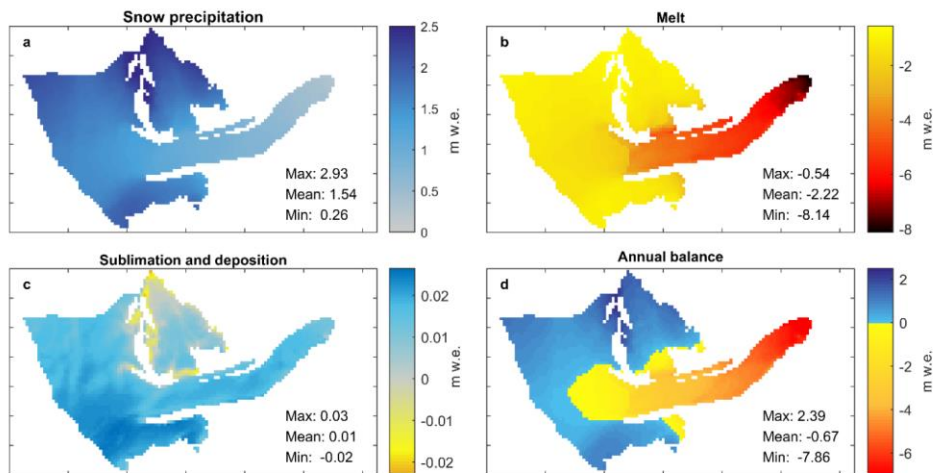 Snow precipitation
a
2.5
2
1.5
1
0.5
0
m w.e.
Max: 2.93
Mean: 1.54
Min: 0.26
Melt
b
-2
-4
-6
-8
m w.e.
Max: -0.54
Mean: -2.22
Min: -8.14
Sublimation and deposition
c
0.02
0.01
0
-0.01
-0.02
m w.e.
Max: 0.03
Mean: 0.01
Min: -0.02
Annual balance
d
2
0
-2
-4
-6
m w.e.
Max: 2.39
Mean: -0.67
Min: -7.86